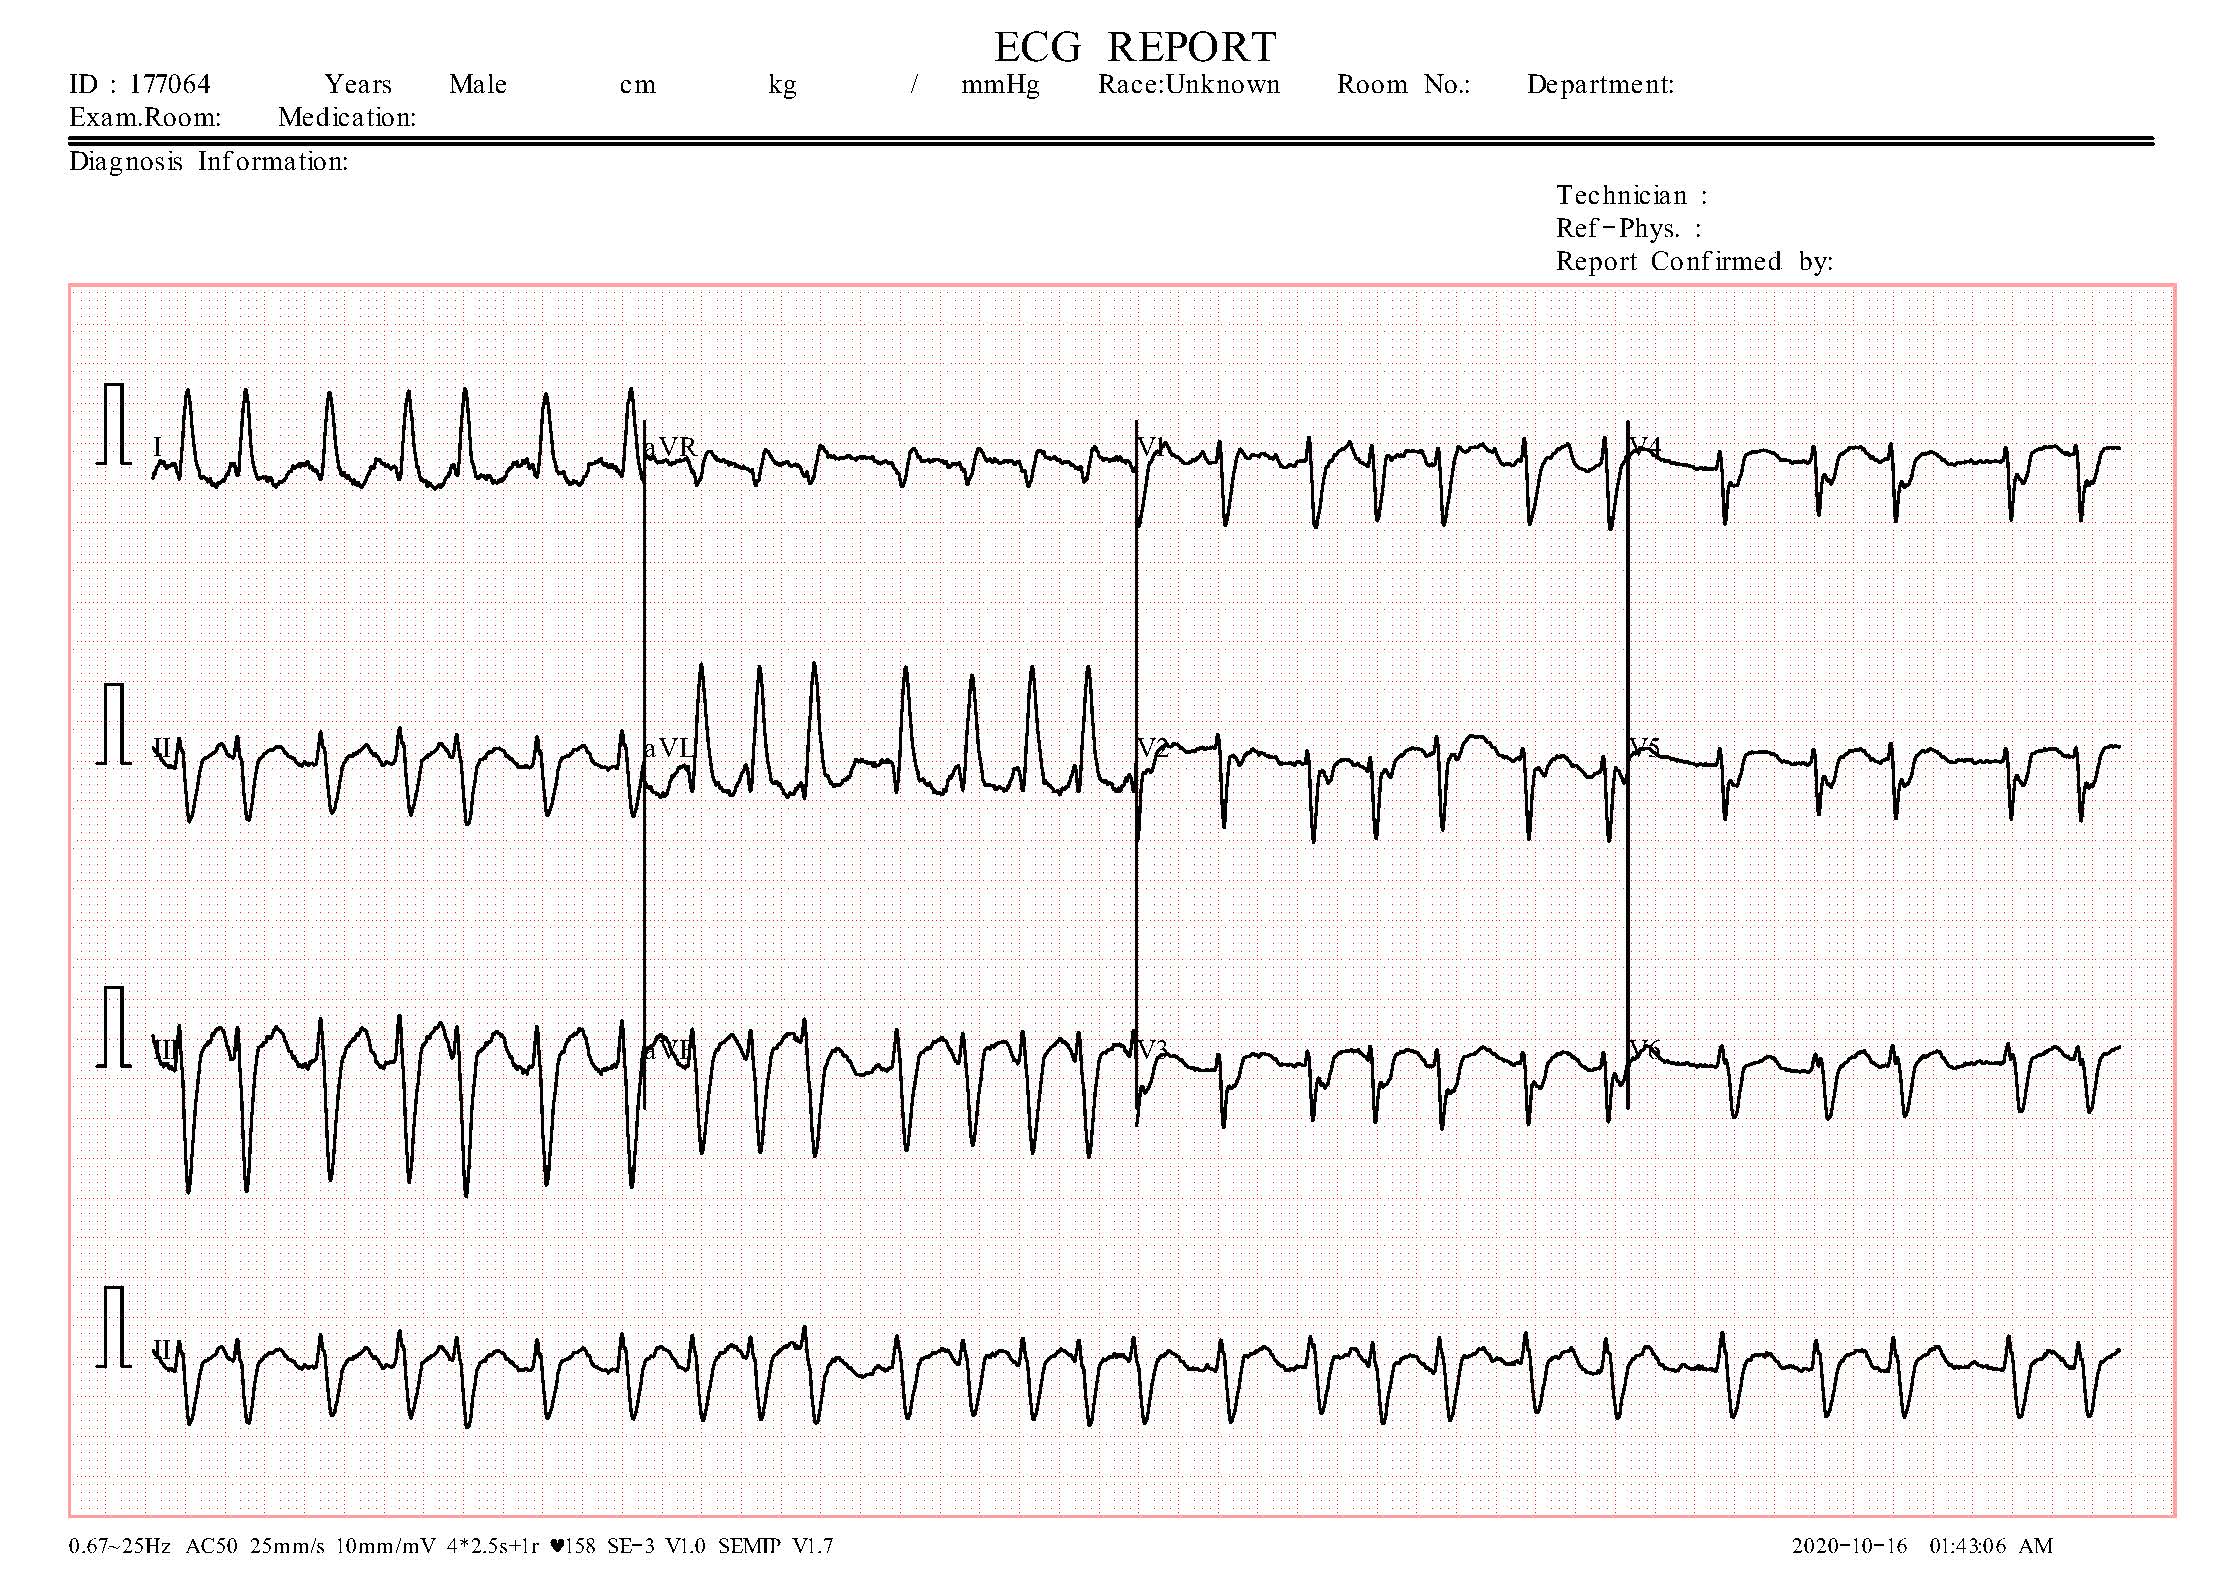 ECG REPORT
ID : 177064 Years Male cm kg / mmHg Race:Unknown Room No.: Department:
Exam.Room: Medication:
Diagnosis Information:
Technician :
Ref-Phys. :
Report Confirmed by:
I aVR V1 V4
II aVL V2 V5
III aVF V3 V6
II
0.67~25Hz AC50 25mm/s 10mm/mV 4*2.5s+1r ♥158 SE-3 V1.0 SEMIP V1.7 2020-10-16 01:43:06 AM